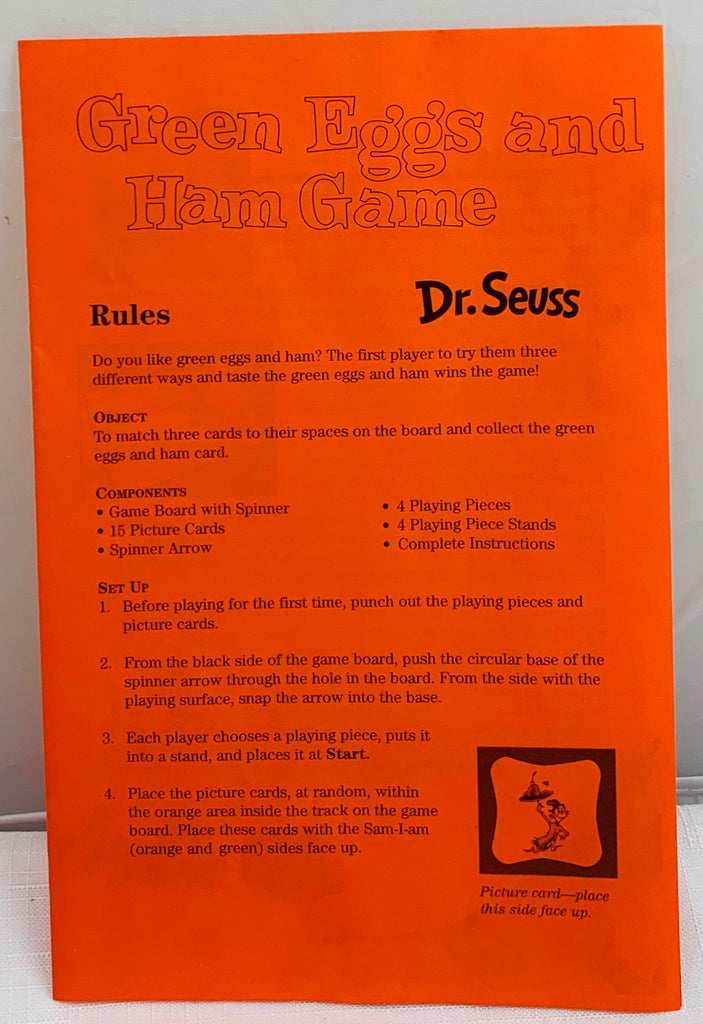 Green Eggs and
Ham Game
Dr. Seuss
Rules
Do you like green eggs and ham? The first player to try them three
different ways and taste the green eggs and ham wins the game!
OBJECT
To match three cards to their spaces on the board and collect the green
eggs and ham card.
COMPONENTS
• Game Board with Spinner
• 15 Picture Cards
• Spinner Arrow
• 4 Playing Pieces
• 4 Playing Piece Stands
• Complete Instructions
SET UP
1. Before playing for the first time, punch out the playing pieces and
picture cards.
2. From the black side of the game board, push the circular base of the
spinner arrow through the hole in the board. From the side with the
playing surface, snap the arrow into the base.
3. Each player chooses a playing piece, puts it
into a stand, and places it at Start.
4. Place the picture cards, at random, within
the orange area inside the track on the game
board. Place these cards with the Sam-I-am
(orange and green) sides face up.
Picture card—place
this side face up.